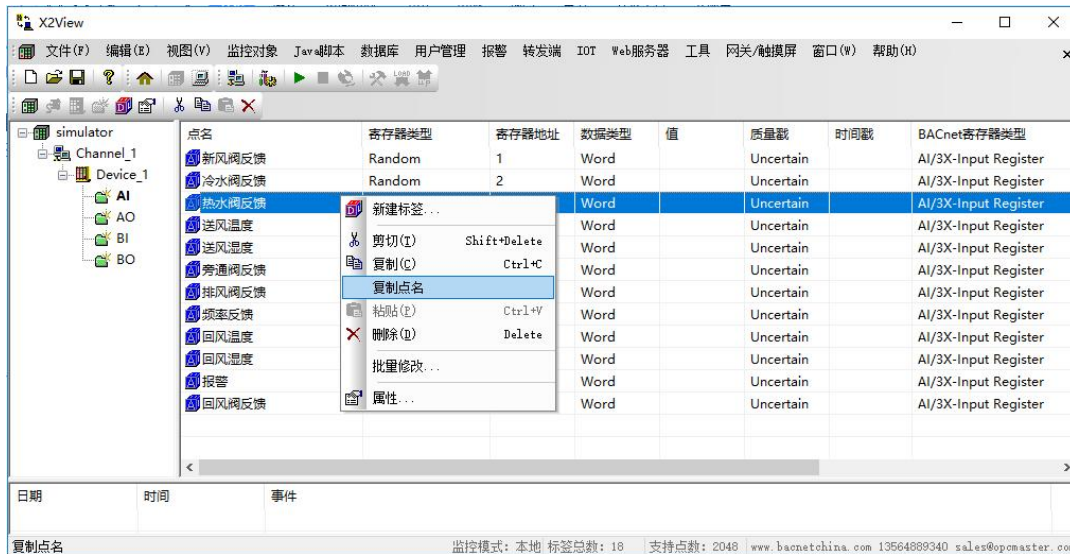 X2View
文件(F) 编辑(E) 视图(V) 监控对象 Java脚本 数据库 用户管理 报警 转发端 IOT Web服务器 工具 网关/触摸屏 窗口(W) 帮助(H)
simulator
Channel_1
Device_1
AI
AO
BI
BO
点名 寄存器类型 寄存器地址 数据类型 值 质量戳 时间戳 BACnet寄存器类型
新风阀反馈 Random 1 Word Uncertain AI/3X-Input Register
冷水阀反馈 Random 2 Word Uncertain AI/3X-Input Register
热水阀反馈 Word Uncertain AI/3X-Input Register
送风温度 Word Uncertain AI/3X-Input Register
送风湿度 Word Uncertain AI/3X-Input Register
旁通阀反馈 Word Uncertain AI/3X-Input Register
排风阀反馈 Word Uncertain AI/3X-Input Register
频率反馈 Word Uncertain AI/3X-Input Register
回风温度 Word Uncertain AI/3X-Input Register
回风湿度 Word Uncertain AI/3X-Input Register
报警 Word Uncertain AI/3X-Input Register
回风阀反馈 Word Uncertain AI/3X-Input Register
新建标签...
剪切(T) Shift+Delete
复制(C) Ctrl+C
复制点名
粘贴(P) Ctrl+V
删除(D) Delete
批量修改...
属性...
日期 时间 事件
复制点名 监控模式: 本地 标签总数: 18 支持点数: 2048 www.bacnetchina.com 13564889340 sales@opcmaster.co